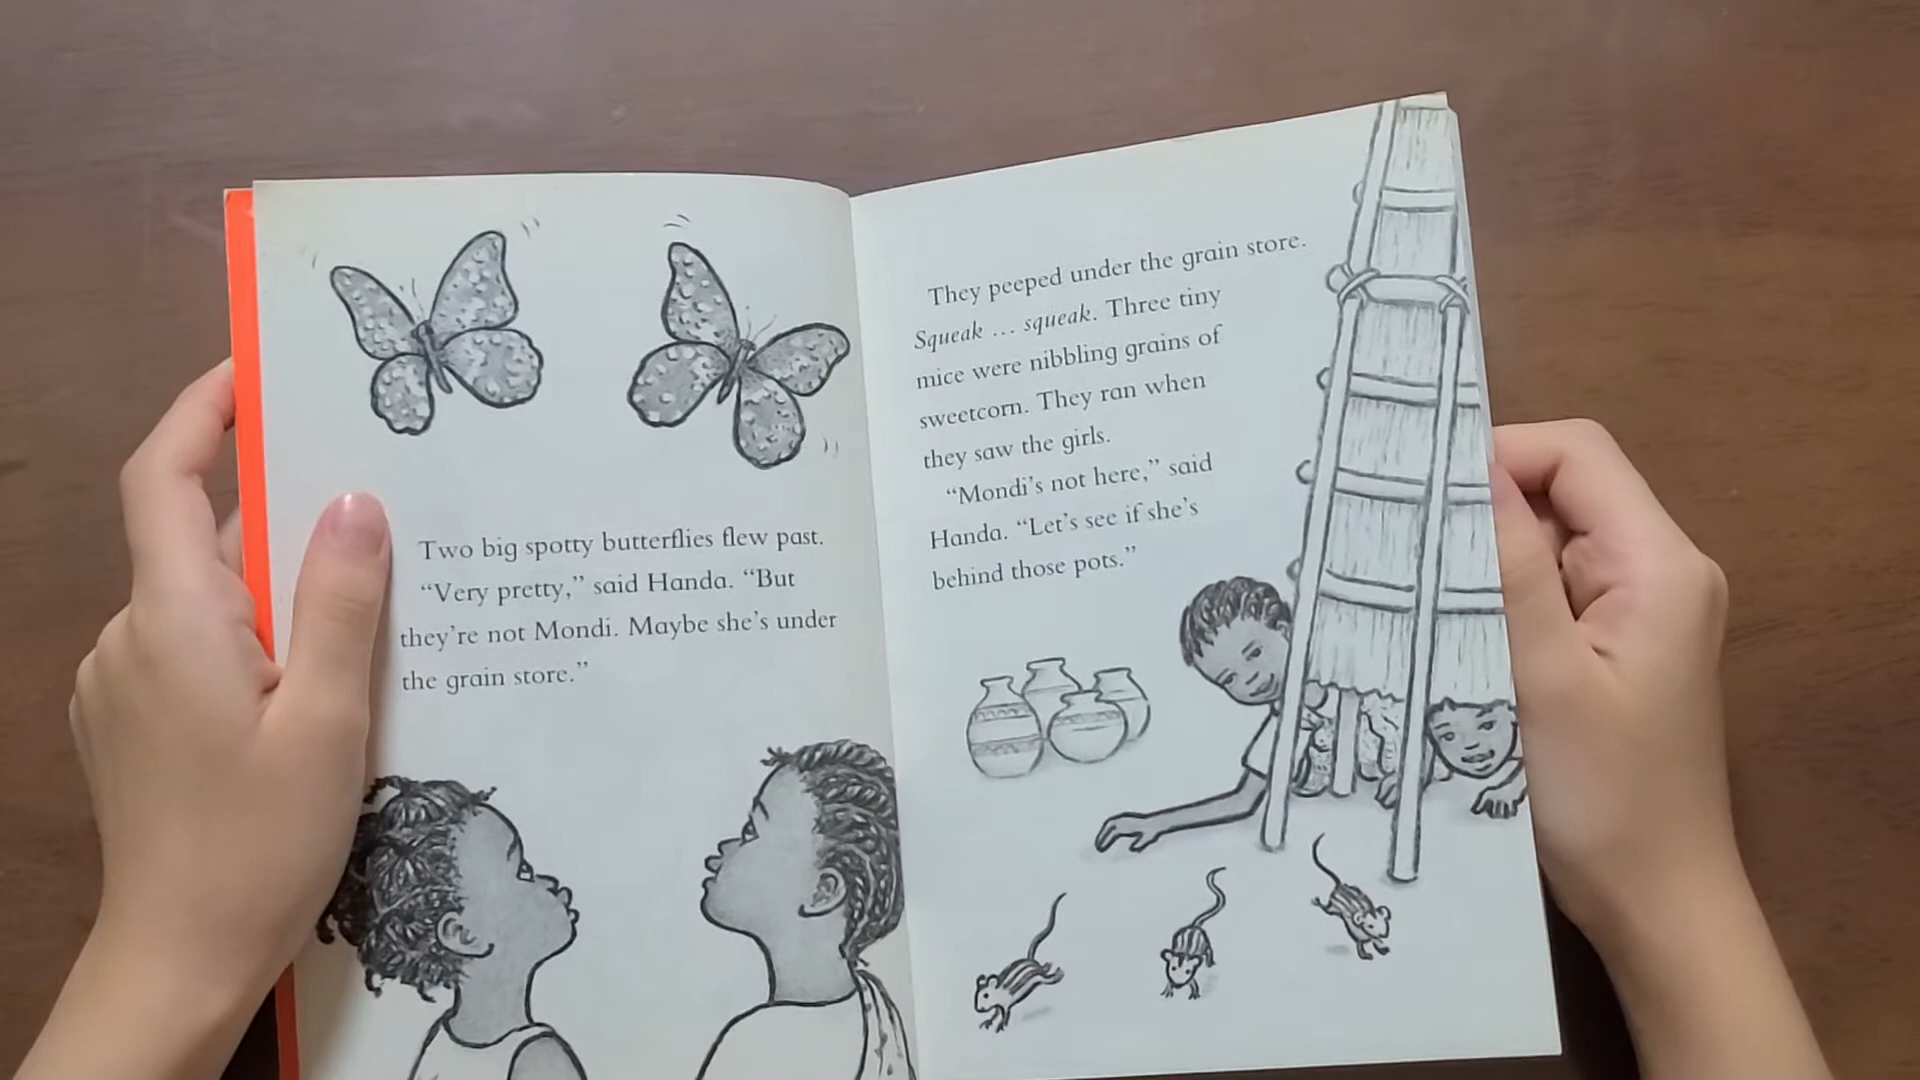 Two big spotty butterflies flew past.
“Very pretty,” said Handa. “But
they’re not Mondi. Maybe she’s under
the grain store.”
They peeped under the grain store.
Squeak ... squeak. Three tiny
mice were nibbling grains of
sweetcorn. They ran when
they saw the girls.
“Mondi’s not here,” said
Handa. “Let’s see if she’s
behind those pots.”